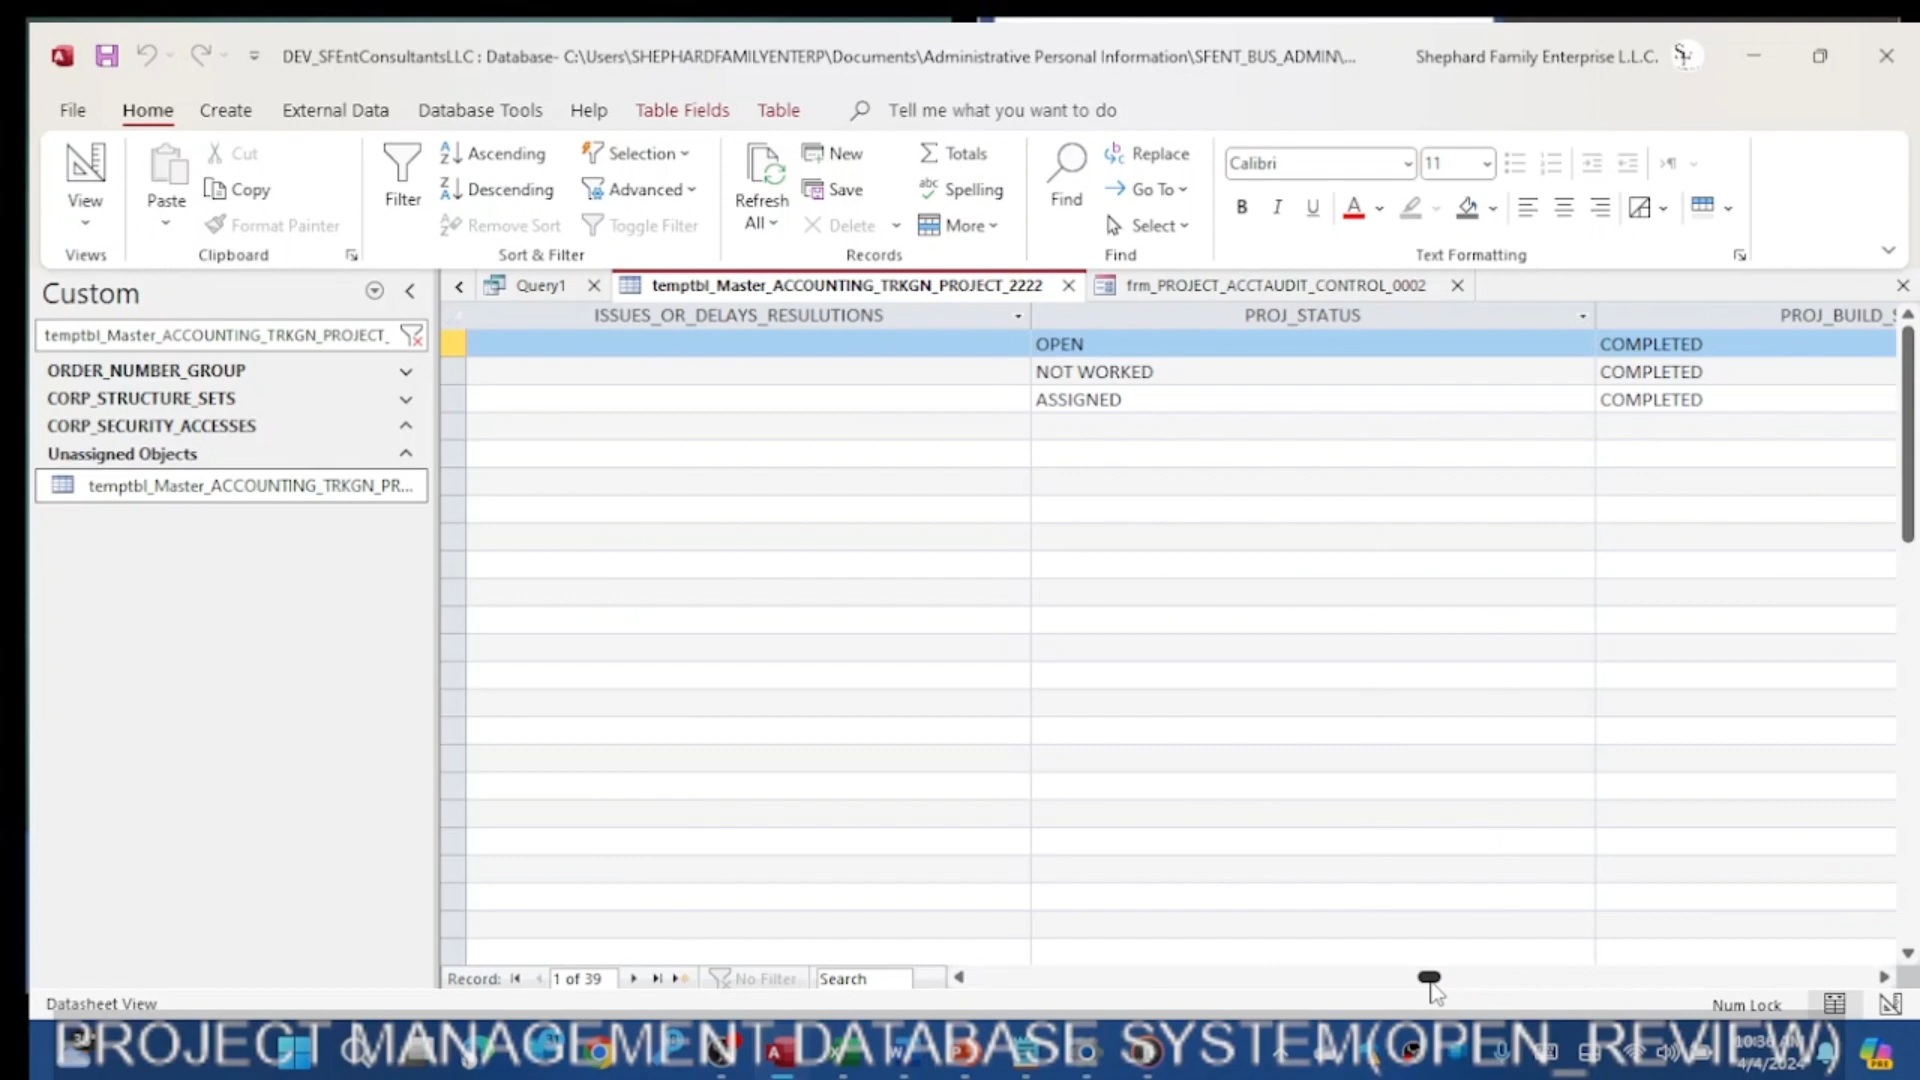 DEV_SFEntConsultantsLLC : Database- C:\Users\SHEPHARDFAMILYENTERP\Documents\Administrative Personal Information\SFENT_BUS_ADMIN\... Shephard Family Enterprise L.L.C.
File Home Create External Data Database Tools Help Table Fields Table Tell me what you want to do
View
Views
Paste
Cut
Copy
Format Painter
Clipboard
Filter
Ascending
Descending
Remove Sort
Selection
Advanced
Toggle Filter
Sort & Filter
Refresh
All
New
Save
Delete
Totals
Spelling
More
Records
Find
Replace
Go To
Select
Find
Calibri 11
B I U A
Text Formatting
Custom
temptbl_Master_ACCOUNTING_TRKGN_PROJECT_
ORDER_NUMBER_GROUP
CORP_STRUCTURE_SETS
CORP_SECURITY_ACCESSES
Unassigned Objects
temptbl_Master_ACCOUNTING_TRKGN_PR...
Query1 temptbl_Master_ACCOUNTING_TRKGN_PROJECT_2222 frm_PROJECT_ACCTAUDIT_CONTROL_0002
ISSUES_OR_DELAYS_RESULUTIONS PROJ_STATUS PROJ_BUILD_S
OPEN COMPLETED
NOT WORKED COMPLETED
ASSIGNED COMPLETED
Record: 1 of 39 No Filter Search
Datasheet View Num Lock
PROJECT MANAGEMENT DATABASE SYSTEM(OPEN_REVIEW)
4/4/2024